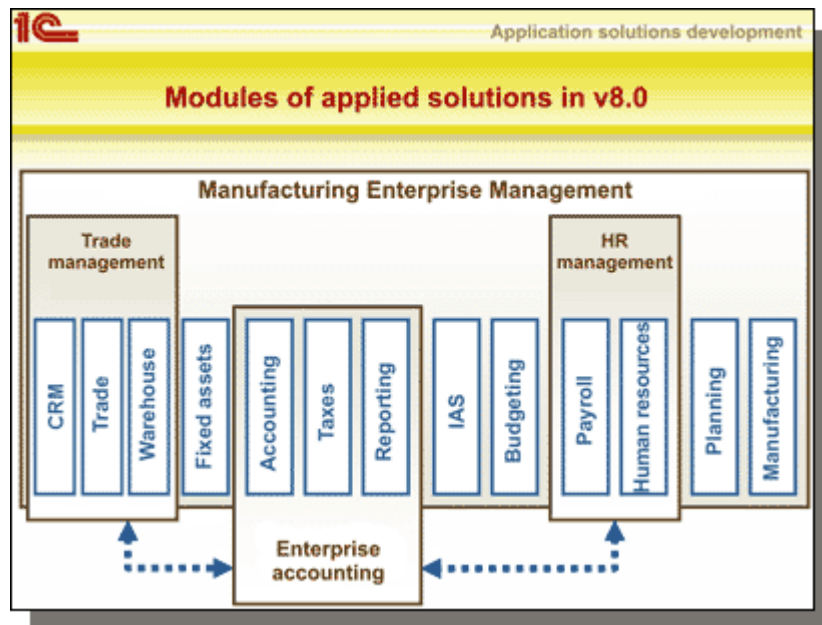 1C
Application solutions development
Modules of applied solutions in v8.0
Manufacturing Enterprise Management
Trade
management
HR
management
CRM
Trade
Warehouse
Fixed assets
Accounting
Taxes
Reporting
IAS
Budgeting
Payroll
Human resources
Planning
Manufacturing
Enterprise
accounting